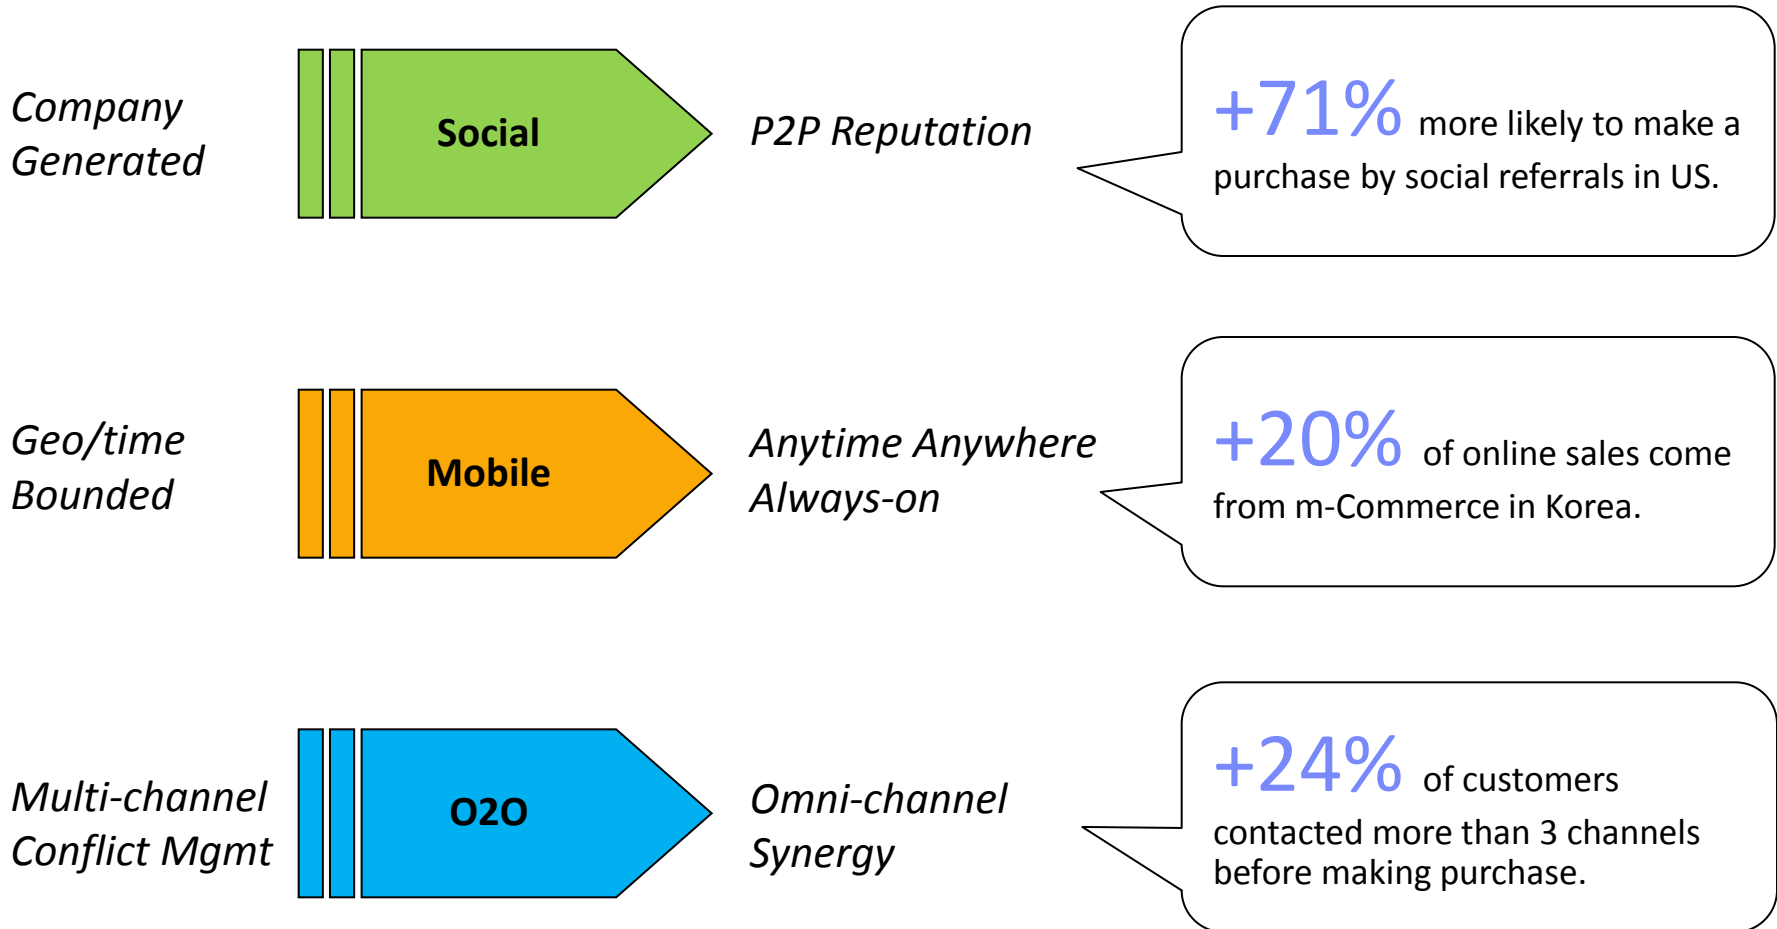 Company
Generated
Social
P2P Reputation
+71% more likely to make a
purchase by social referrals in US.
Geo/time
Bounded
Mobile
Anytime Anywhere
Always-on
+20% of online sales come
from m-Commerce in Korea.
Multi-channel
Conflict Mgmt
O2O
Omni-channel
Synergy
+24% of customers
contacted more than 3 channels
before making purchase.